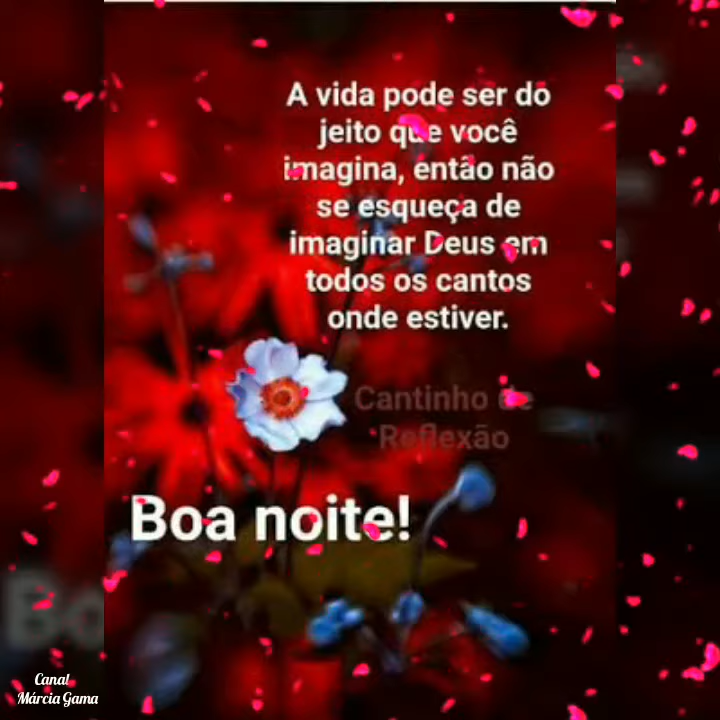 A vida pode ser do
jeito que você
imagina, então não
se esqueça de
imaginar Deus em
todos os cantos
onde estiver.
Cantinho de
Reflexão
Boa noite!
Bo
Canal
Márcia Gama